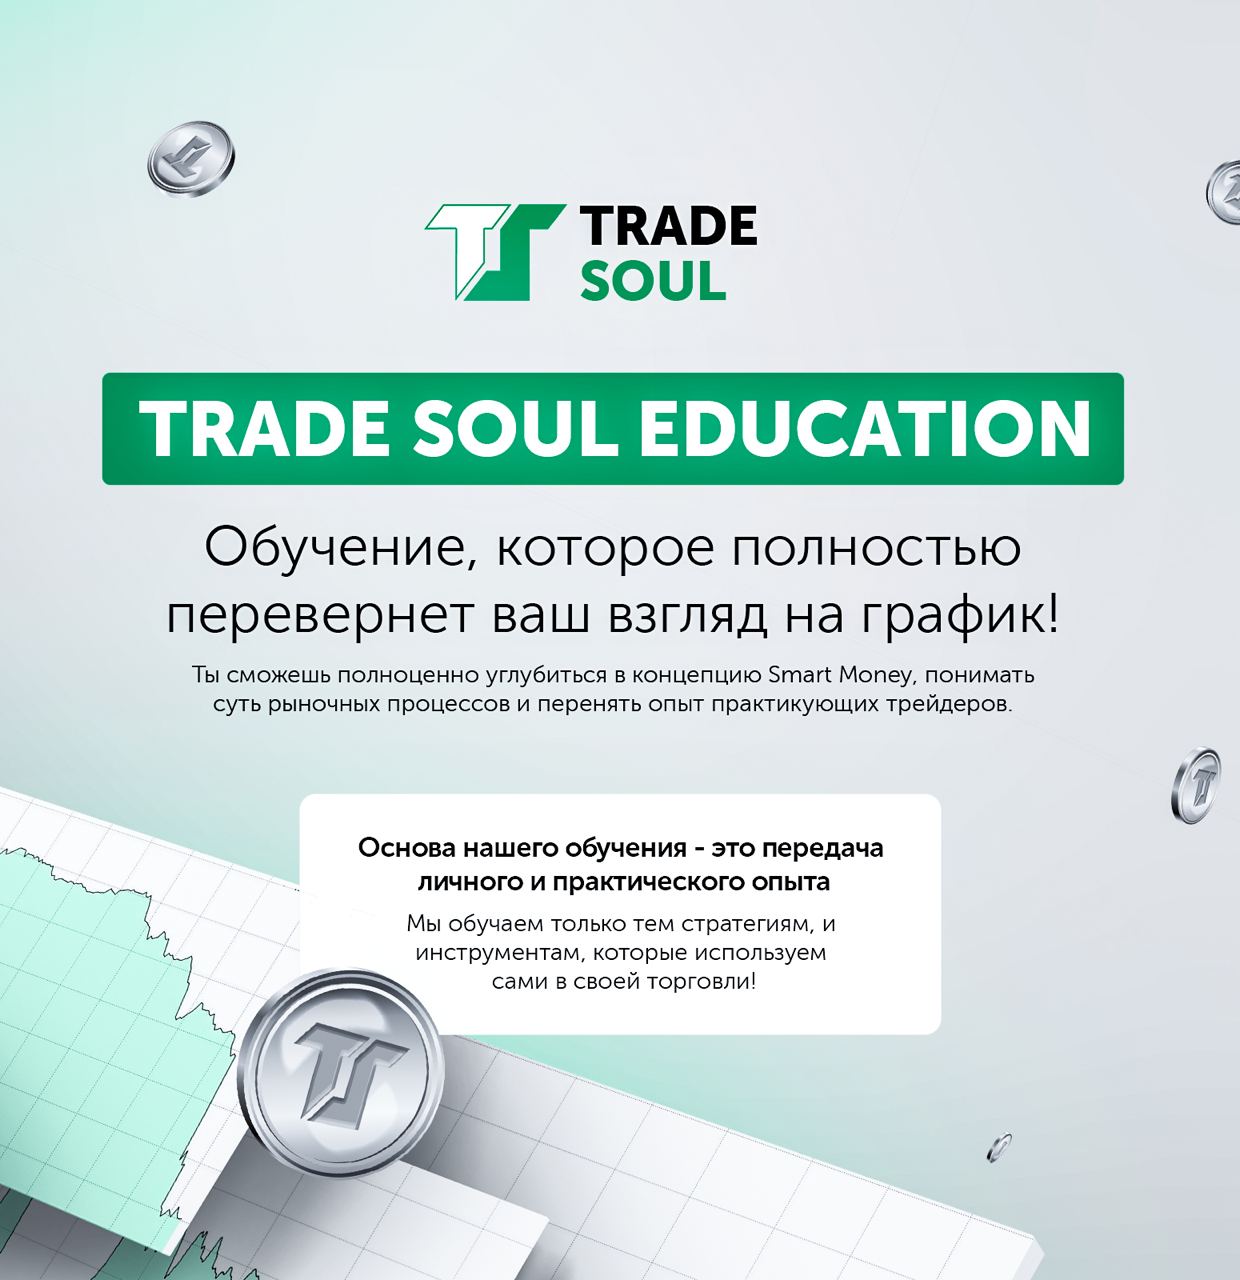 TRADE
SOUL
TRADE SOUL EDUCATION
Обучение, которое полностью
перевернет ваш взгляд на график!
Ты сможешь полноценно углубиться в концепцию Smart Money, понимать
суть рыночных процессов и перенять опыт практикующих трейдеров.
Основа нашего обучения - это передача
личного и практического опыта
Мы обучаем только тем стратегиям, и
инструментам, которые используем
сами в своей торговли!